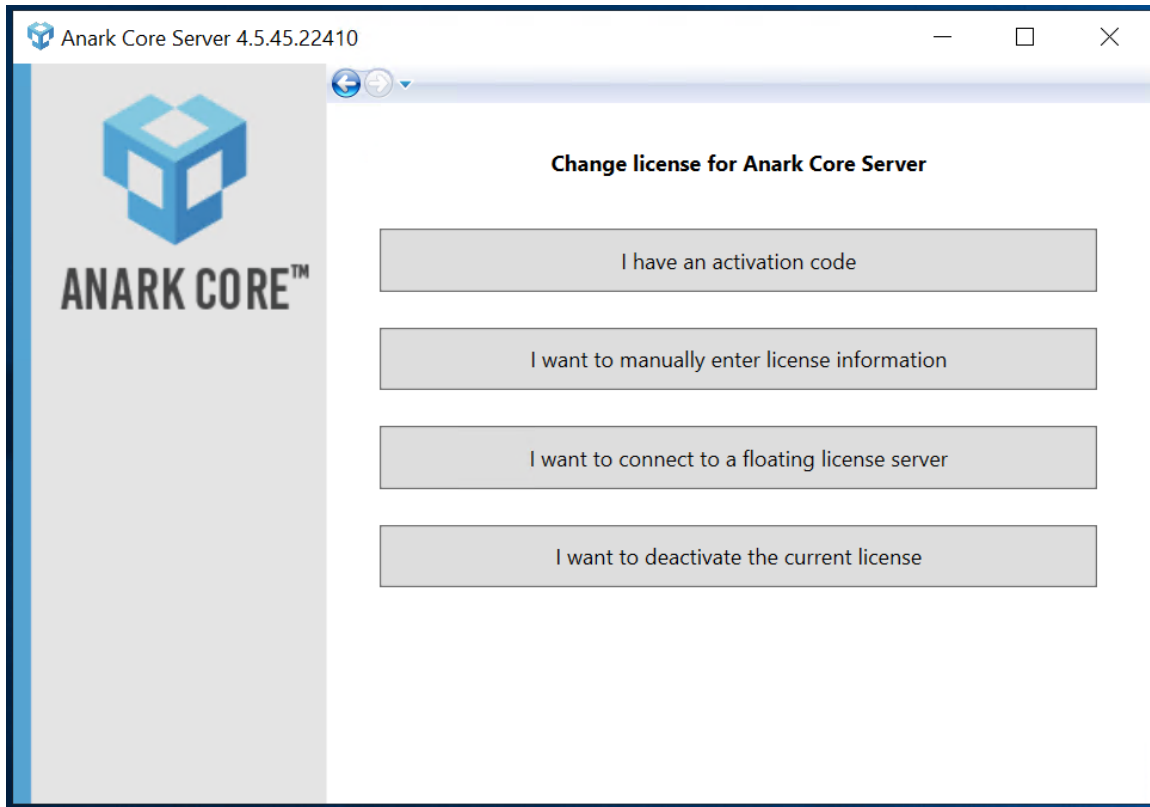 Anark Core Server 4.5.45.22410
ANARK CORE™
Change license for Anark Core Server
I have an activation code
I want to manually enter license information
I want to connect to a floating license server
I want to deactivate the current license